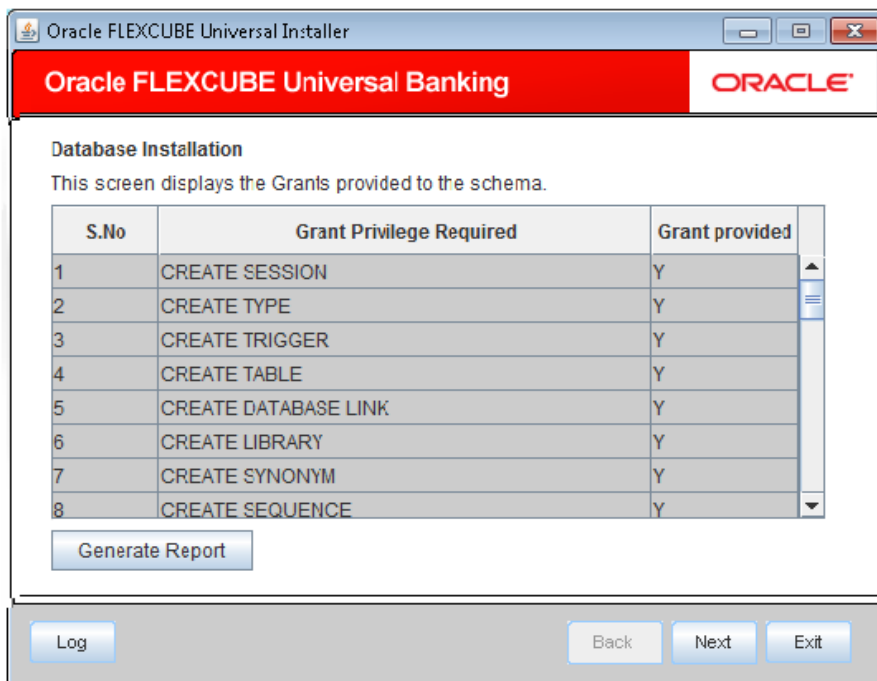 Oracle FLEXCUBE Universal Installer
Oracle FLEXCUBE Universal Banking
ORACLE
Database Installation
This screen displays the Grants provided to the schema.
S.No Grant Privilege Required Grant provided
1 CREATE SESSION Y
2 CREATE TYPE Y
3 CREATE TRIGGER Y
4 CREATE TABLE Y
5 CREATE DATABASE LINK Y
6 CREATE LIBRARY Y
7 CREATE SYNONYM Y
8 CREATE SEQUENCE Y
Generate Report
Log Back Next Exit